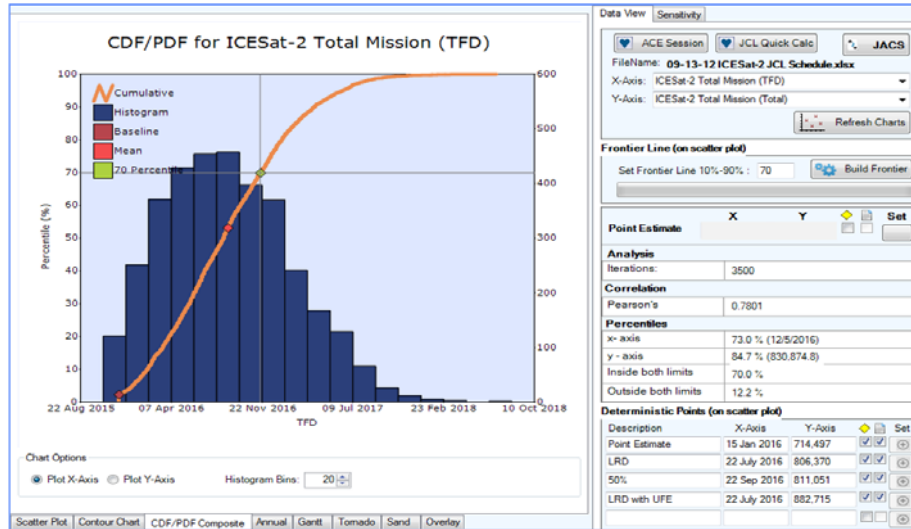 CDF/PDF for ICESat-2 Total Mission (TFD)
100
90
80
70
60
50
40
30
20
10
0
Percentile (%)
Cumulative
Histogram
Baseline
Mean
70 Percentile
600
500
400
300
200
100
0
22 Aug 2015 07 Apr 2016 22 Nov 2016 09 Jul 2017 23 Feb 2018 10 Oct 2018
TFD
Chart Options
Plot X-Axis Plot Y-Axis Histogram Bins: 20
Scatter Plot Contour Chart CDF/PDF Composite Annual Gantt Tornado Sand Overlay
Data View Sensitivity
ACE Session JCL Quick Calc JACS
FileName: 09-13-12 ICESat-2 JCL Schedule.xlsx
X-Axis: ICESat-2 Total Mission (TFD)
Y-Axis: ICESat-2 Total Mission (Total)
Refresh Charts
Frontier Line (on scatter plot)
Set Frontier Line 10%-90% : 70 Build Frontier
X Y Set
Point Estimate
Analysis
Iterations: 3500
Correlation
Pearson's 0.7801
Percentiles
x- axis 73.0 % (12/5/2016)
y - axis 84.7 % (830.874.8)
Inside both limits 70.0 %
Outside both limits 12.2 %
Deterministic Points (on scatter plot)
Description X-Axis Y-Axis Set
Point Estimate 15 Jan 2016 714,497
LRD 22 July 2016 806,370
50% 22 Sep 2016 811,051
LRD with UFE 22 July 2016 882,715